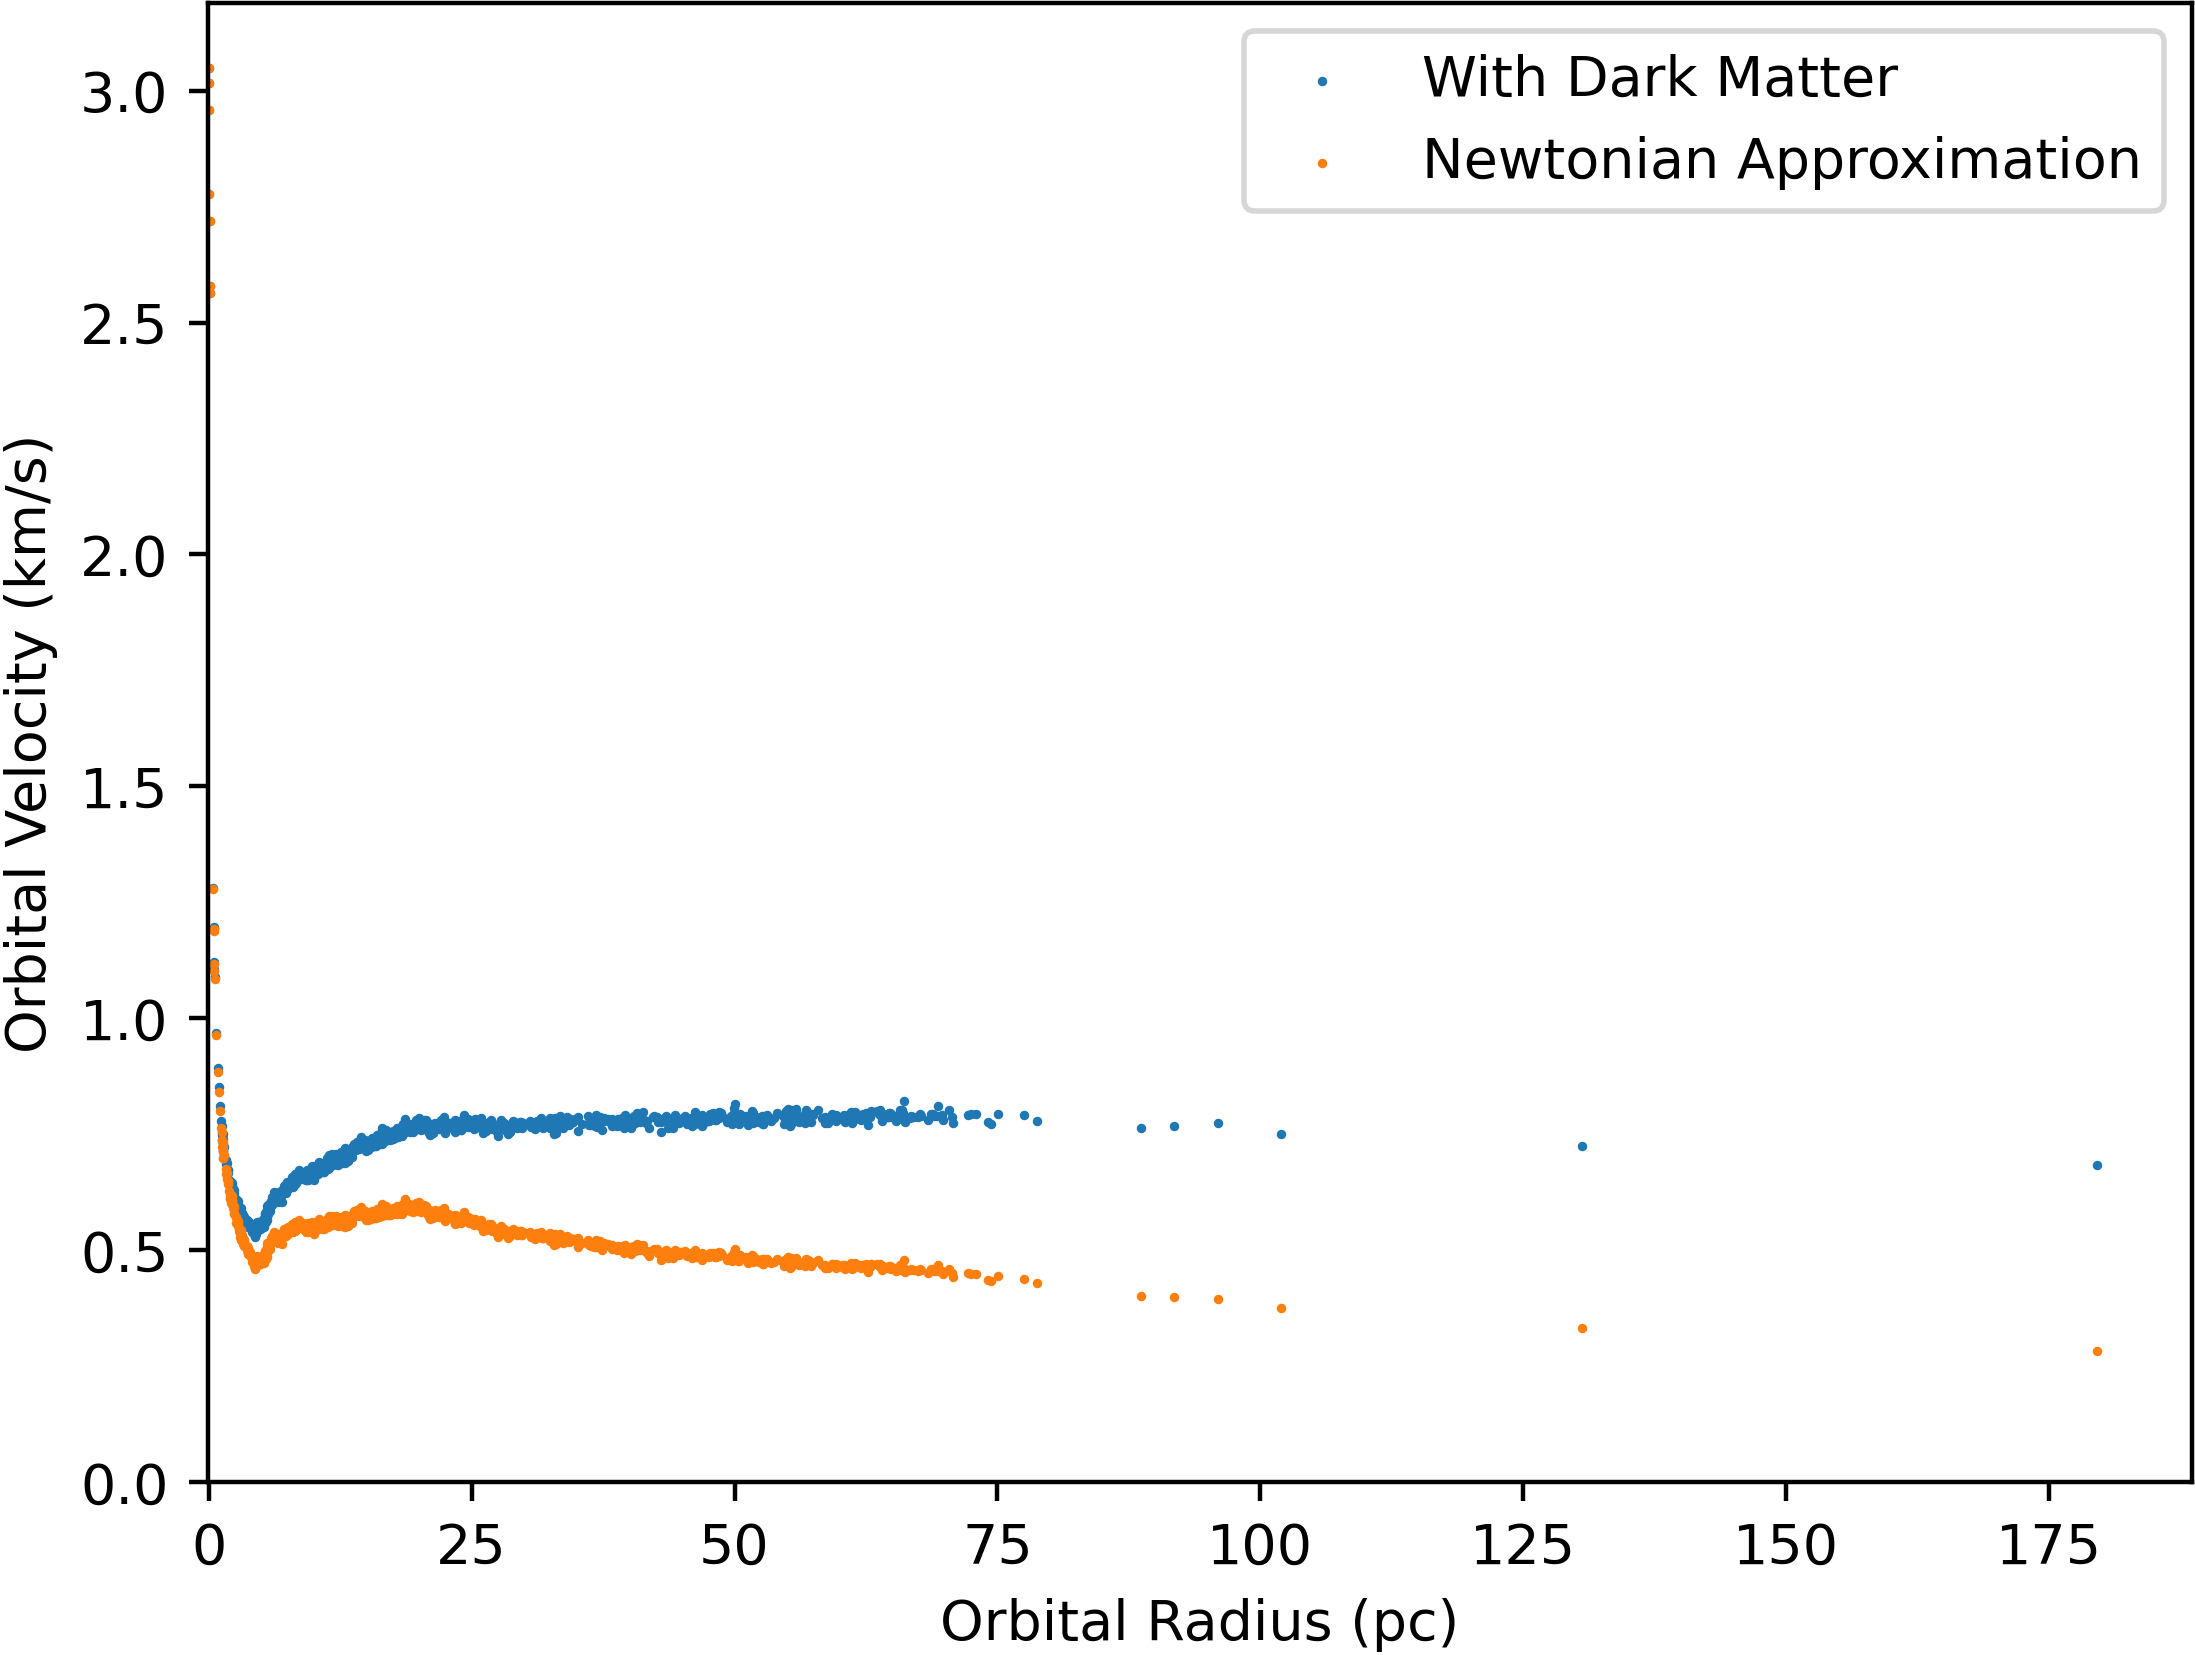 With Dark Matter
Newtonian Approximation
3.0
2.5
2.0
1.5
1.0
0.5
0.0
Orbital Velocity (km/s)
0 25 50 75 100 125 150 175
Orbital Radius (pc)